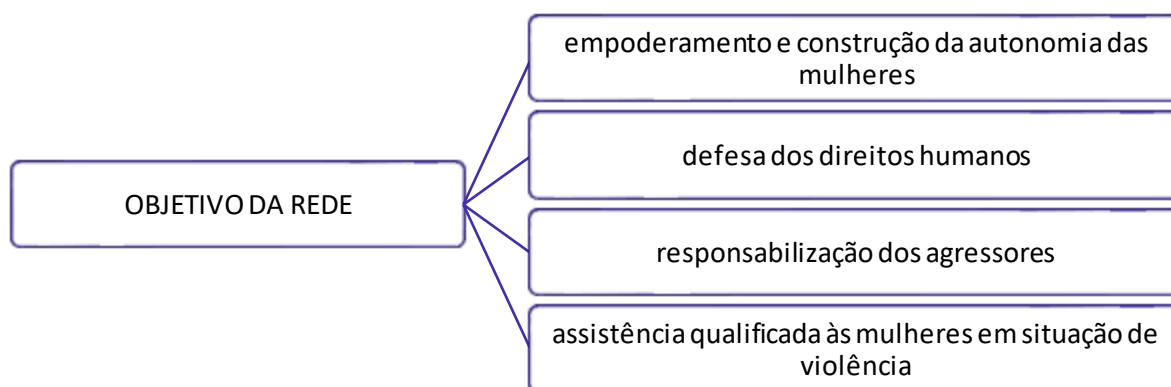 empoderamento e construção da autonomia das
mulheres
defesa dos direitos humanos
OBJETIVO DA REDE
responsabilização dos agressores
assistência qualificada às mulheres em situação de
violência